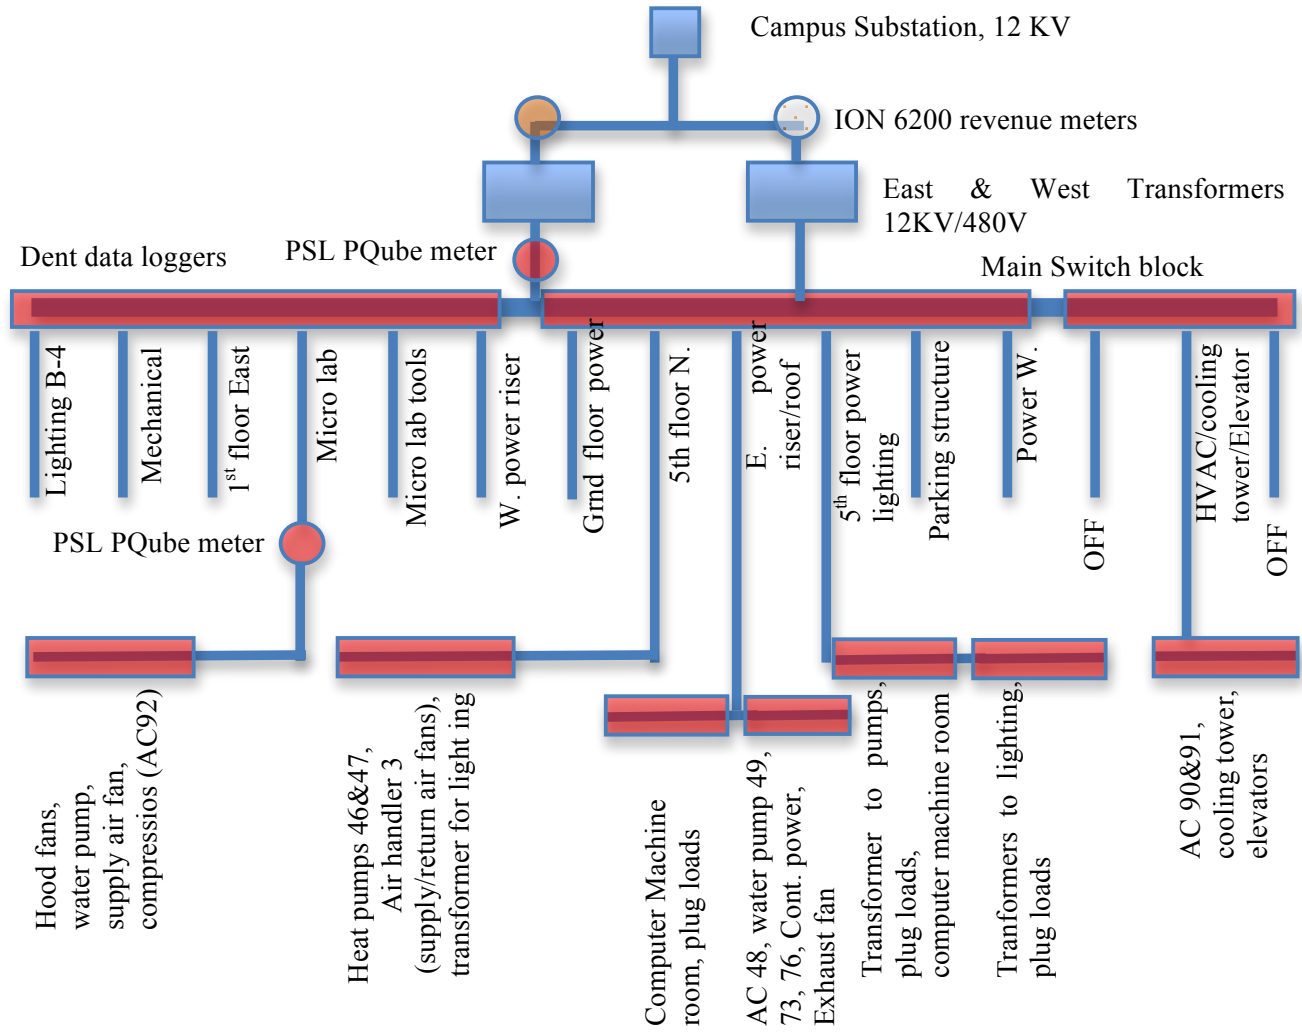 Campus Substation, 12 KV
ION 6200 revenue meters
East & West Transformers
12KV/480V
PSL PQube meter
Dent data loggers
Main Switch block
Lighting B-4
Mechanical
1st floor East
Micro lab
Micro lab tools
W. power riser
Grnd floor power
5th floor N.
E. power
riser/roof
5th floor power
lighting
Parking structure
Power W.
OFF
HVAC/cooling
tower/Elevator
OFF
PSL PQube meter
Hood fans,
water pump,
supply air fan,
compressios (AC92)
Heat pumps 46&47,
Air handler 3
(supply/return air fans),
transformer for light ing
Computer Machine
room, plug loads
AC 48, water pump 49,
73, 76, Cont. power,
Exhaust fan
Transformer to pumps,
plug loads,
computer machine room
Tranformers to lighting,
plug loads
AC 90&91,
cooling tower,
elevators